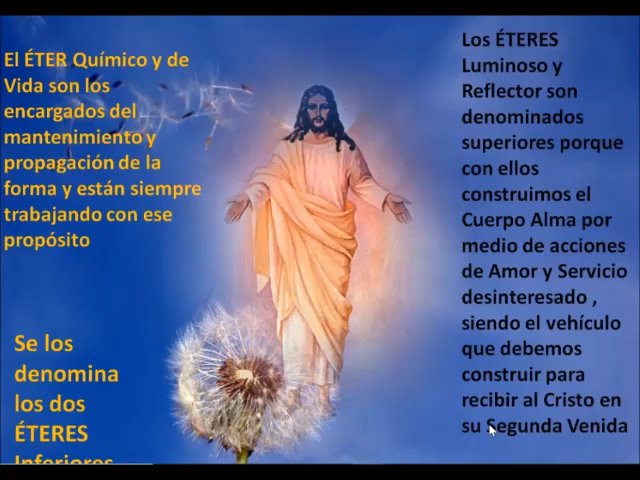 El ÉTER Químico y de
Vida son los
encargados del
mantenimiento y
propagación de la
forma y están siempre
trabajando con ese
propósito
Se los
denomina
los dos
ÉTERES
Inferiores
Los ÉTERES
Luminoso y
Reflector son
denominados
superiores porque
con ellos
construimos el
Cuerpo Alma por
medio de acciones
de Amor y Servicio
desinteresado ,
siendo el vehículo
que debemos
construir para
recibir al Cristo en
su Segunda Venida